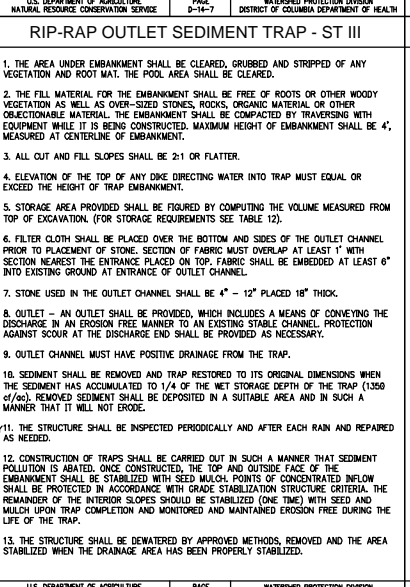 U.S. DEPARTMENT OF AGRICULTURE PAGE WATERSHED PROTECTION DIVISION
NATURAL RESOURCE CONSERVATION SERVICE D-14-7 DISTRICT OF COLUMBIA DEPARTMENT OF HEALTH
RIP-RAP OUTLET SEDIMENT TRAP - ST III
1. THE AREA UNDER EMBANKMENT SHALL BE CLEARED, GRUBBED AND STRIPPED OF ANY
VEGETATION AND ROOT MAT. THE POOL AREA SHALL BE CLEARED.
2. THE FILL MATERIAL FOR THE EMBANKMENT SHALL BE FREE OF ROOTS OR OTHER WOODY
VEGETATION AS WELL AS OVER-SIZED STONES, ROCKS, ORGANIC MATERIAL OR OTHER
OBJECTIONABLE MATERIAL. THE EMBANKMENT SHALL BE COMPACTED BY TRAVERSING WITH
EQUIPMENT WHILE IT IS BEING CONSTRUCTED. MAXIMUM HEIGHT OF EMBANKMENT SHALL BE 4',
MEASURED AT CENTERLINE OF EMBANKMENT.
3. ALL CUT AND FILL SLOPES SHALL BE 2:1 OR FLATTER.
4. ELEVATION OF THE TOP OF ANY DIKE DIRECTING WATER INTO TRAP MUST EQUAL OR
EXCEED THE HEIGHT OF TRAP EMBANKMENT.
5. STORAGE AREA PROVIDED SHALL BE FIGURED BY COMPUTING THE VOLUME MEASURED FROM
TOP OF EXCAVATION. (FOR STORAGE REQUIREMENTS SEE TABLE 12).
6. FILTER CLOTH SHALL BE PLACED OVER THE BOTTOM AND SIDES OF THE OUTLET CHANNEL
PRIOR TO PLACEMENT OF STONE. SECTION OF FABRIC MUST OVERLAP AT LEAST 1' WITH
SECTION NEAREST THE ENTRANCE PLACED ON TOP. FABRIC SHALL BE EMBEDDED AT LEAST 6"
INTO EXISTING GROUND AT ENTRANCE OF OUTLET CHANNEL.
7. STONE USED IN THE OUTLET CHANNEL SHALL BE 4" - 12" PLACED 18" THICK.
8. OUTLET - AN OUTLET SHALL BE PROVIDED, WHICH INCLUDES A MEANS OF CONVEYING THE
DISCHARGE IN AN EROSION FREE MANNER TO AN EXISTING STABLE CHANNEL. PROTECTION
AGAINST SCOUR AT THE DISCHARGE END SHALL BE PROVIDED AS NECESSARY.
9. OUTLET CHANNEL MUST HAVE POSITIVE DRAINAGE FROM THE TRAP.
10. SEDIMENT SHALL BE REMOVED AND TRAP RESTORED TO ITS ORIGINAL DIMENSIONS WHEN
THE SEDIMENT HAS ACCUMULATED TO 1/4 OF THE WET STORAGE DEPTH OF THE TRAP (1350
cf/ac). REMOVED SEDIMENT SHALL BE DEPOSITED IN A SUITABLE AREA AND IN SUCH A
MANNER THAT IT WILL NOT ERODE.
11. THE STRUCTURE SHALL BE INSPECTED PERIODICALLY AND AFTER EACH RAIN AND REPAIRED
AS NEEDED.
12. CONSTRUCTION OF TRAPS SHALL BE CARRIED OUT IN SUCH A MANNER THAT SEDIMENT
POLLUTION IS ABATED. ONCE CONSTRUCTED, THE TOP AND OUTSIDE FACE OF THE
EMBANKMENT SHALL BE STABILIZED WITH SEED MULCH. POINTS OF CONCENTRATED INFLOW
SHALL BE PROTECTED IN ACCORDANCE WITH GRADE STABILIZATION STRUCTURE CRITERIA. THE
REMAINDER OF THE INTERIOR SLOPES SHOULD BE STABILIZED (ONE TIME) WITH SEED AND
MULCH UPON TRAP COMPLETION AND MONITORED AND MAINTAINED EROSION FREE DURING THE
LIFE OF THE TRAP.
13. THE STRUCTURE SHALL BE DEWATERED BY APPROVED METHODS, REMOVED AND THE AREA
STABILIZED WHEN THE DRAINAGE AREA HAS BEEN PROPERLY STABILIZED.
U.S. DEPARTMENT OF AGRICULTURE PAGE WATERSHED PROTECTION DIVISION